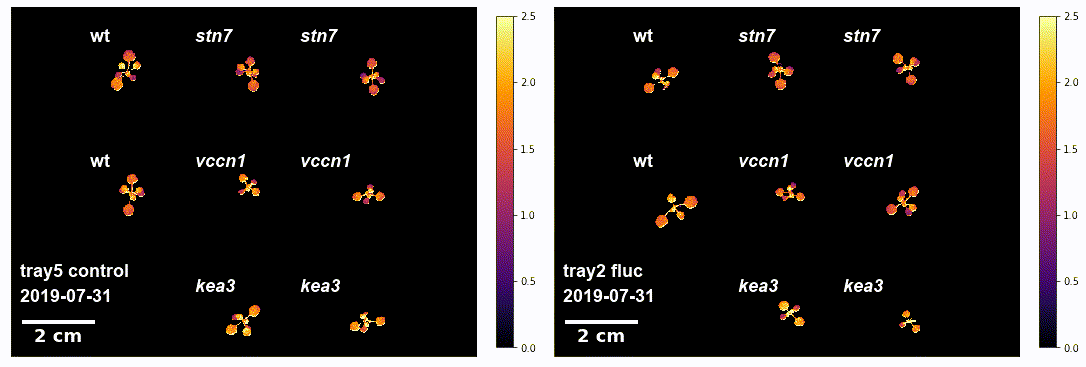 wt stn7 stn7
wt vccn1 vccn1
kea3 kea3
tray5 control
2019-07-31
2 cm
2.5
2.0
1.5
1.0
0.5
0.0
wt stn7 stn7
wt vccn1 vccn1
kea3 kea3
tray2 fluc
2019-07-31
2 cm
2.5
2.0
1.5
1.0
0.5
0.0